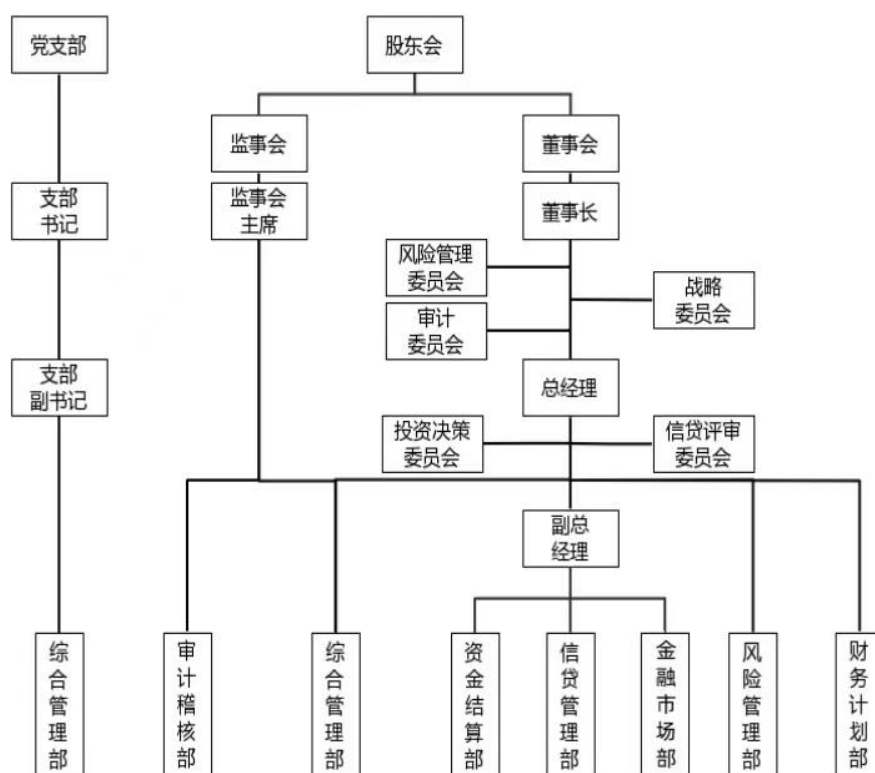 党支部
股东会
监事会
董事会
支部
书记
监事会
主席
董事长
风险管理
委员会
战略
委员会
审计
委员会
支部
副书记
总经理
投资决策
委员会
信贷评审
委员会
副总
经理
综合管理部
审计稽核部
综合管理部
资金结算部
信贷管理部
金融市场部
风险管理部
财务计划部